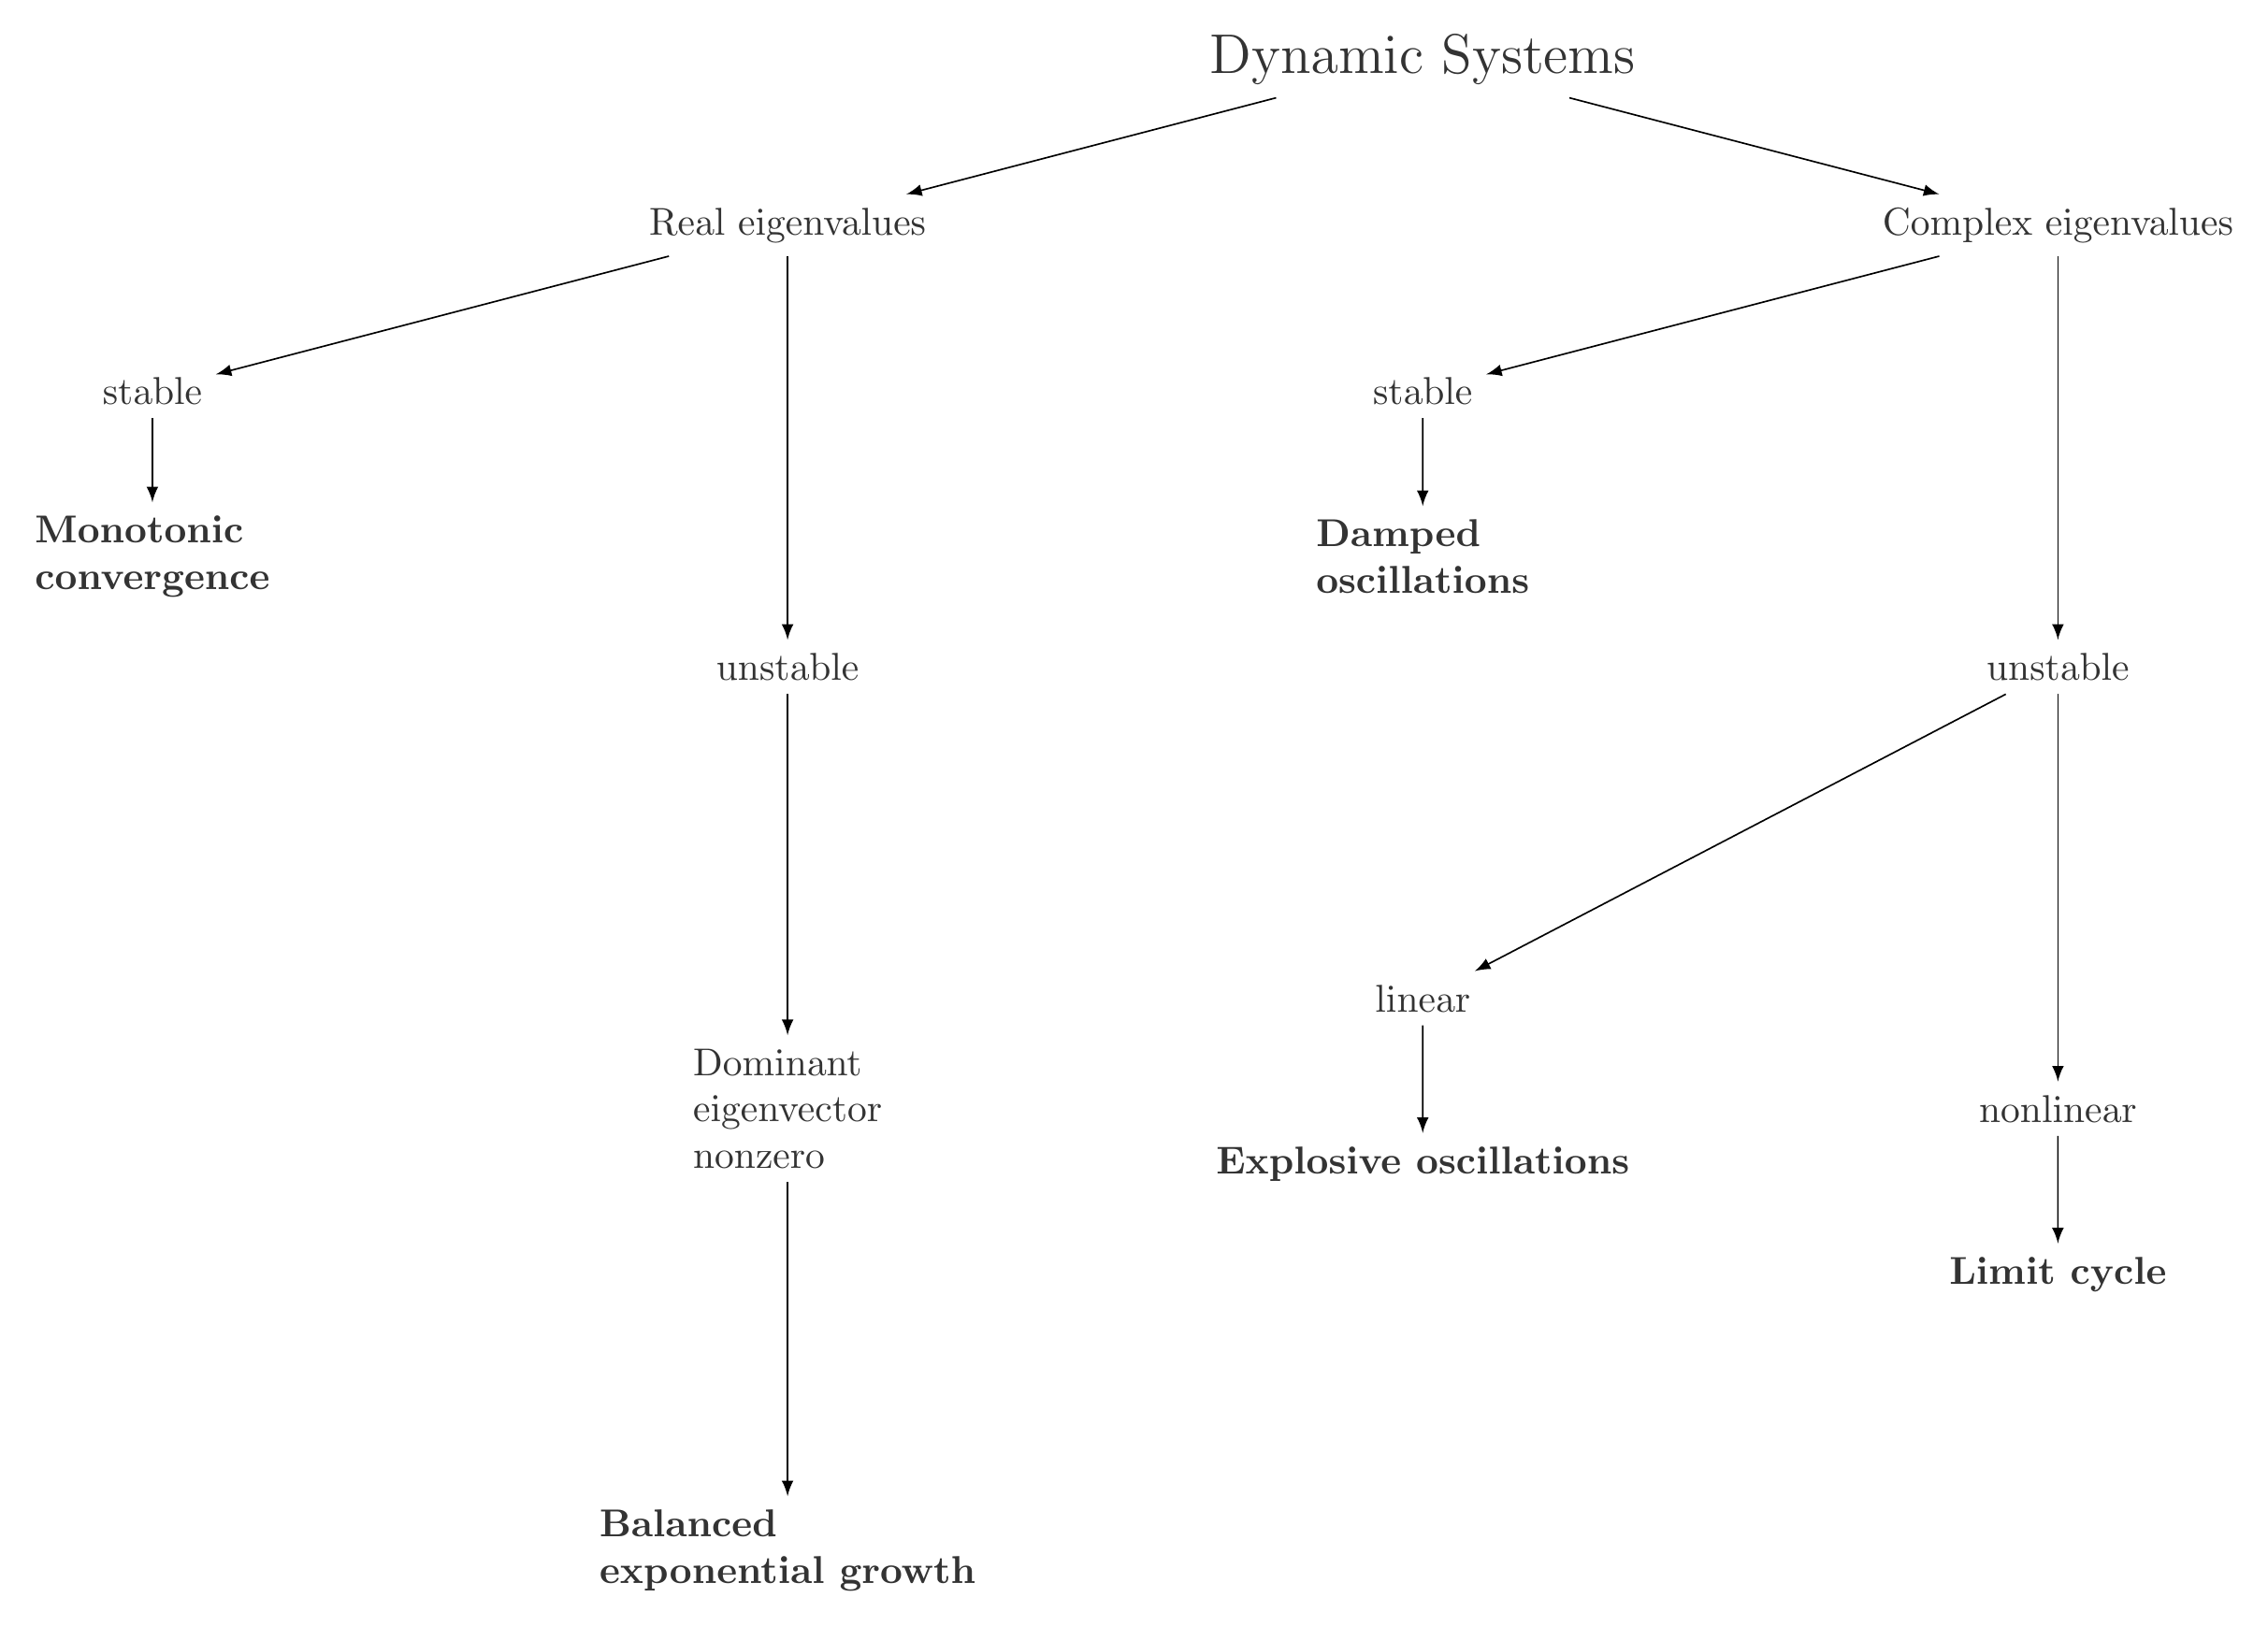 Dynamic Systems
Real eigenvalues
Complex eigenvalues
stable
stable
Monotonic
convergence
Damped
oscillations
unstable
unstable
linear
Dominant
eigenvector
nonzero
nonlinear
Explosive oscillations
Limit cycle
Balanced
exponential growth